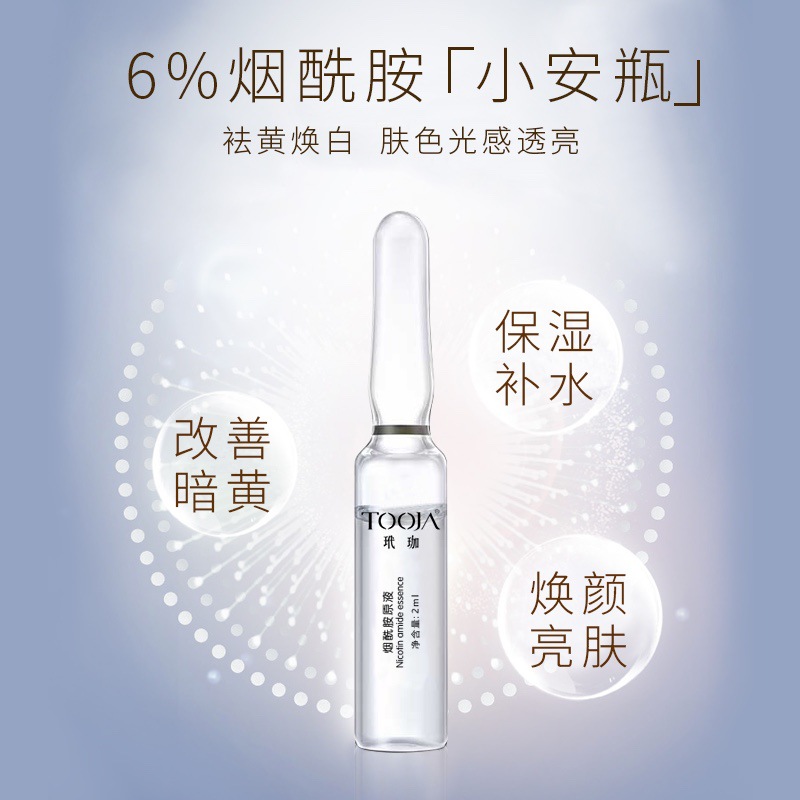 6%烟酰胺「小安瓶」
祛黄焕白 肤色光感透亮
保湿
补水
改善
暗黄
TOOJA®
玳珈
烟酰胺原液
Nicotin amide essence
净含量:2ml
焕颜
亮肤